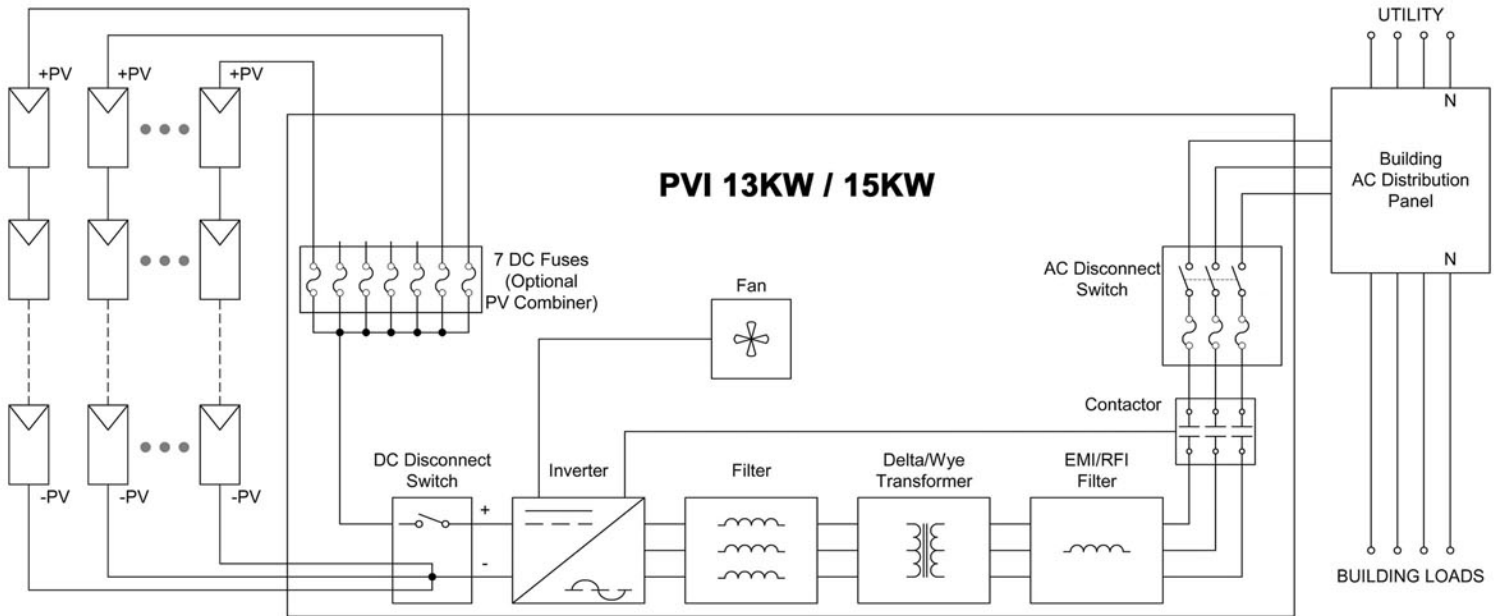 UTILITY
+PV
+PV
+PV
N
PVI 13KW / 15KW
Building
AC Distribution
Panel
7 DC Fuses
(Optional
PV Combiner)
Fan
AC Disconnect
Switch
N
Contactor
DC Disconnect
Switch
Inverter
Filter
Delta/Wye
Transformer
EMI/RFI
Filter
-PV
-PV
-PV
+
-
BUILDING LOADS